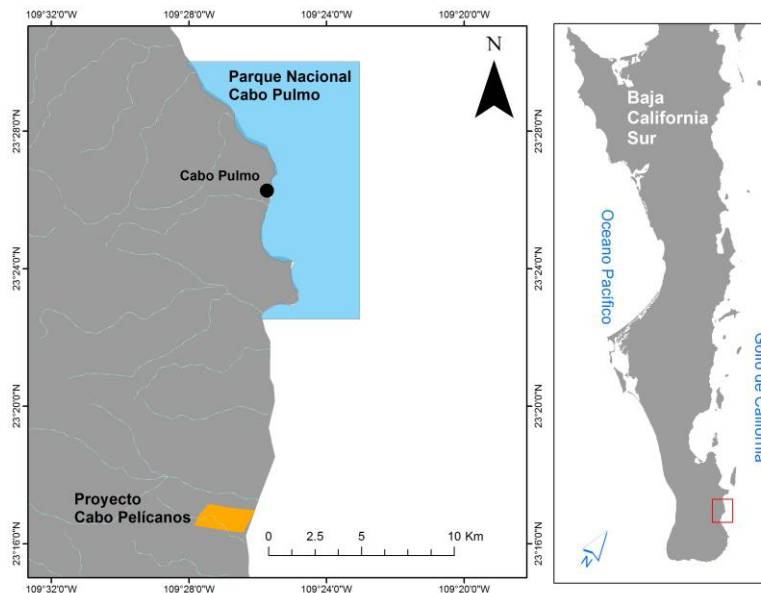 109°32'0"W
109°28'0"W
109°24'0"W
109°20'0"W
Parque Nacional
Cabo Pulmo
N
Cabo Pulmo
23°28'0"N
23°24'0"N
23°20'0"N
23°16'0"N
23°28'0"N
23°24'0"N
23°20'0"N
23°16'0"N
Proyecto
Cabo Pelícanos
0 2.5 5 10 Km
109°32'0"W
109°28'0"W
109°24'0"W
109°20'0"W
Baja
California
Sur
Oceano Pacífico
Golfo de California
N